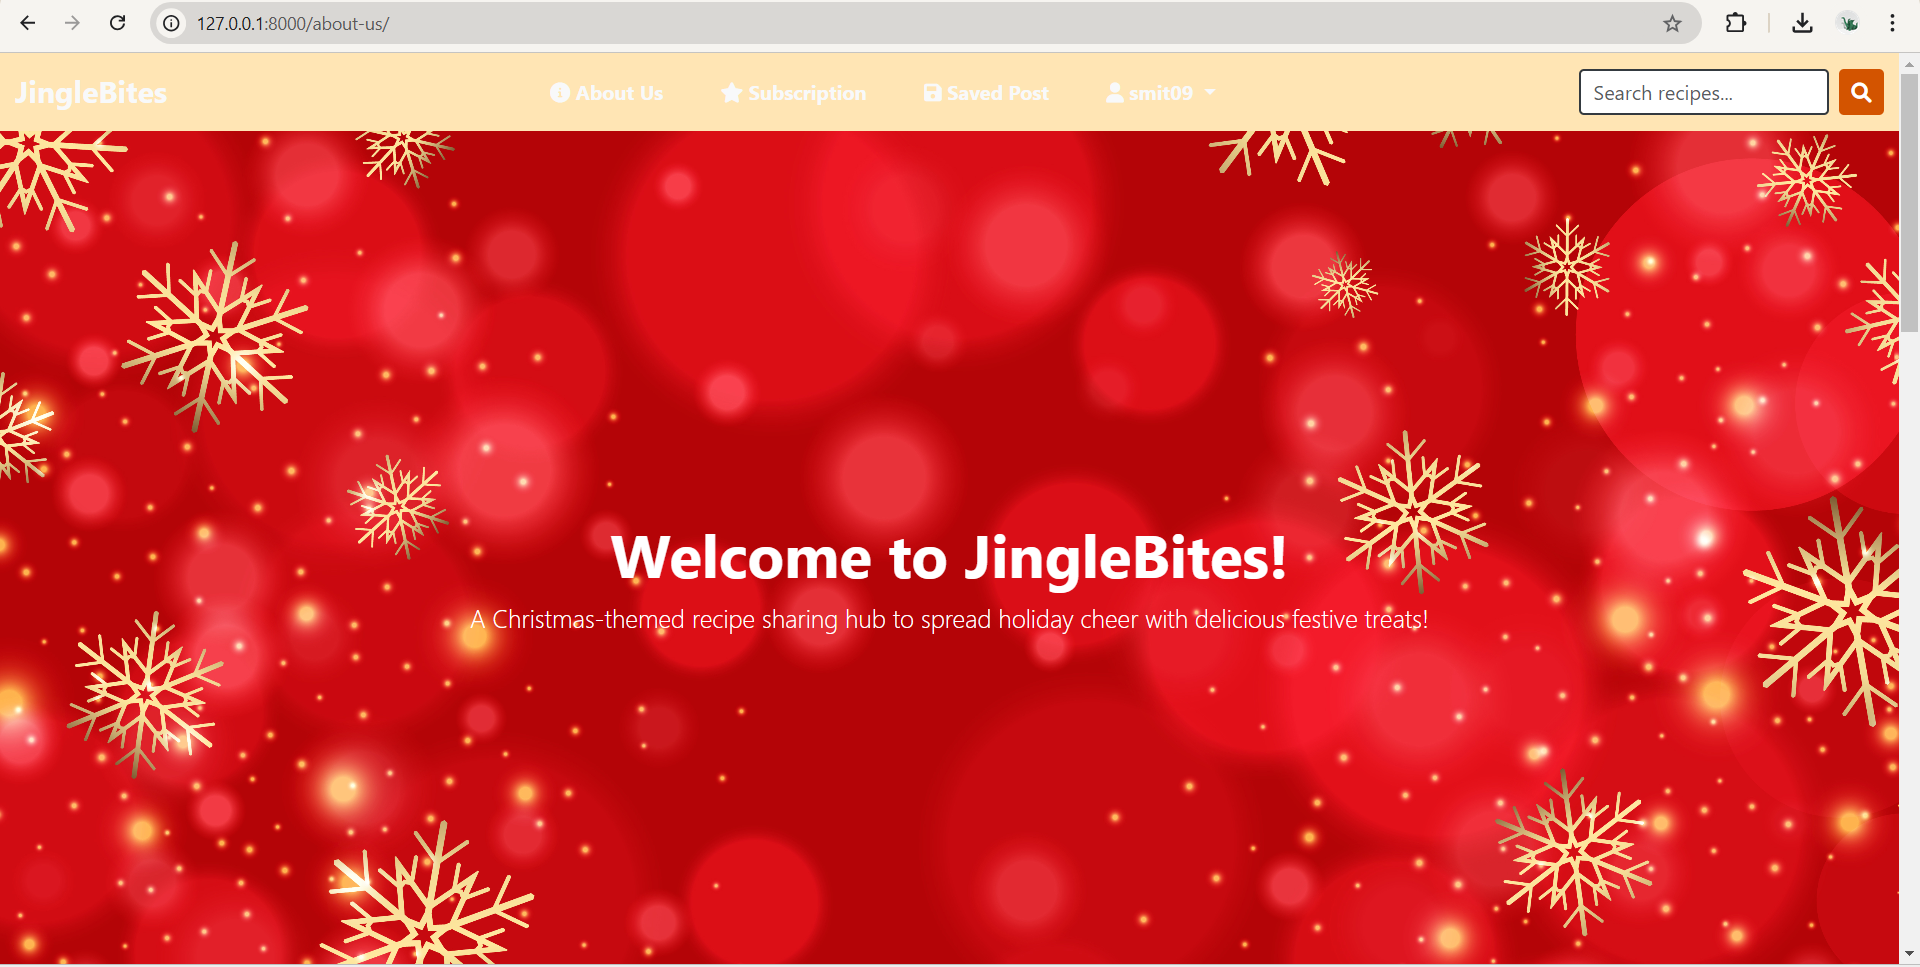 127.0.0.1:8000/about-us/
JingleBites
About Us
Subscription
Saved Post
smit09
Search recipes...
Welcome to JingleBites!
A Christmas-themed recipe sharing hub to spread holiday cheer with delicious festive treats!